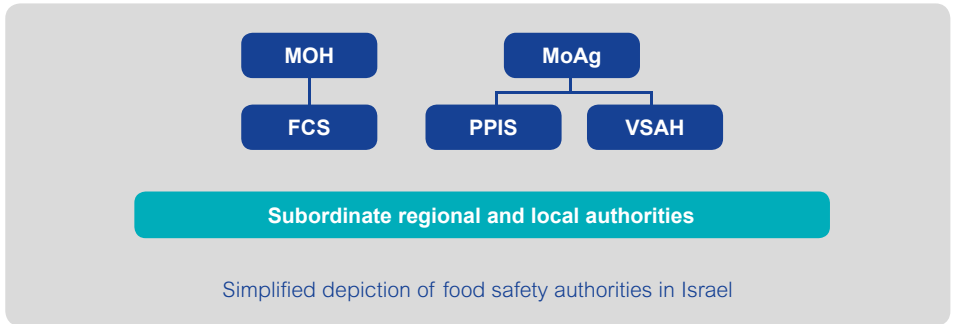 MOH
MoAg
FCS
PPIS
VSAH
Subordinate regional and local authorities
Simplified depiction of food safety authorities in Israel